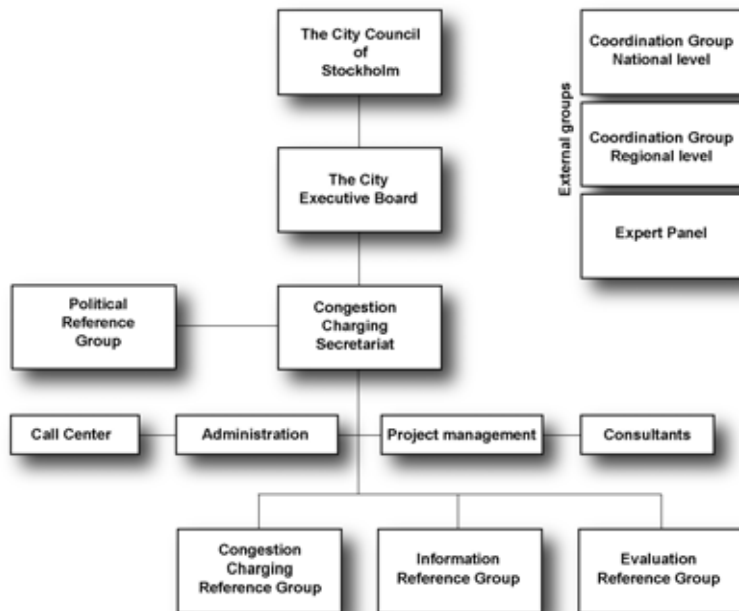 The City Council
of
Stockholm
Coordination Group
National level
External groups
Coordination Group
Regional level
The City
Executive Board
Expert Panel
Political
Reference
Group
Congestion
Charging
Secretariat
Call Center
Administration
Project management
Consultants
Congestion
Charging
Reference Group
Information
Reference Group
Evaluation
Reference Group